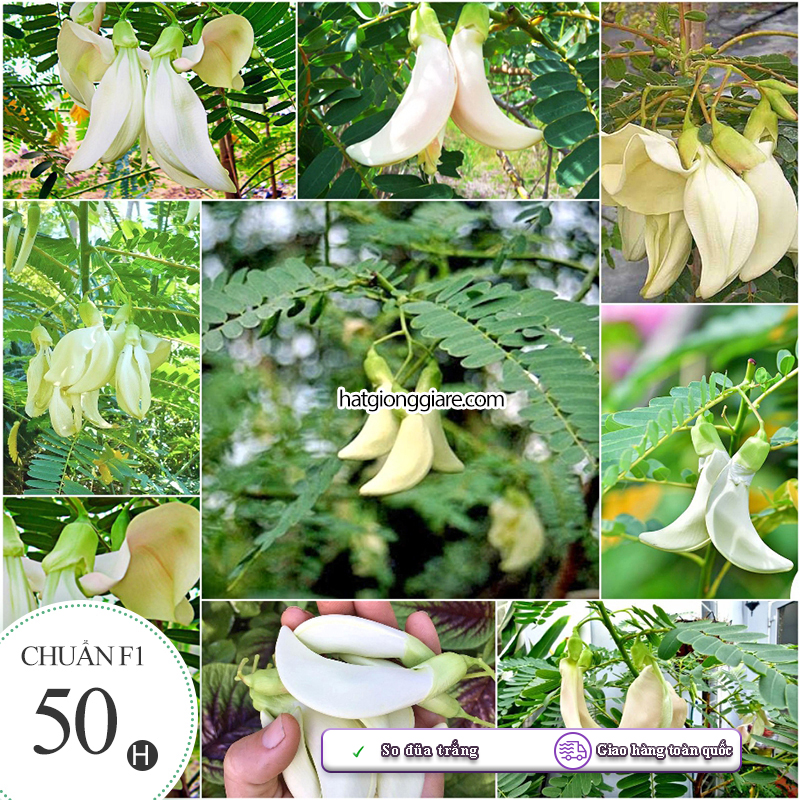 hatgionggiare.com
CHUẨN F1
50 H
✓ So đũa trắng
Giao hàng toàn quốc